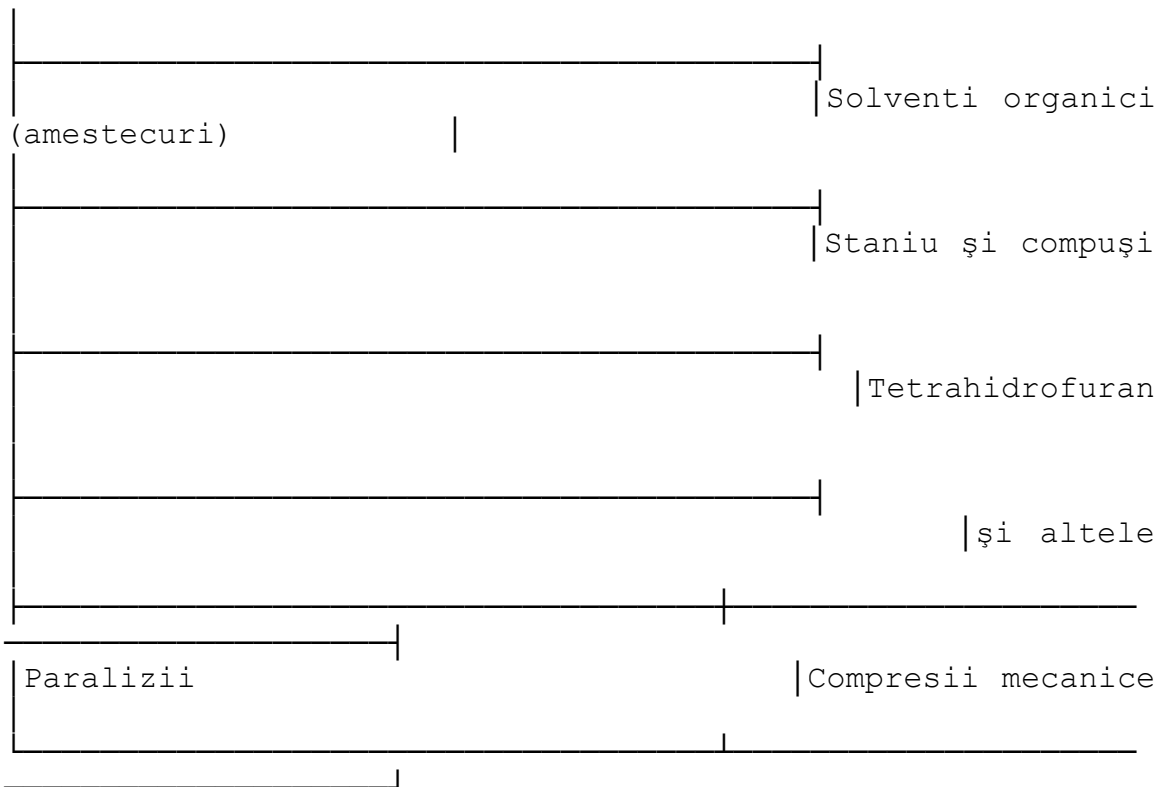 Solventi organici
(amestecuri)
Staniu şi compuşi
Tetrahidrofuran
şi altele
Paralizii Compresii mecanice